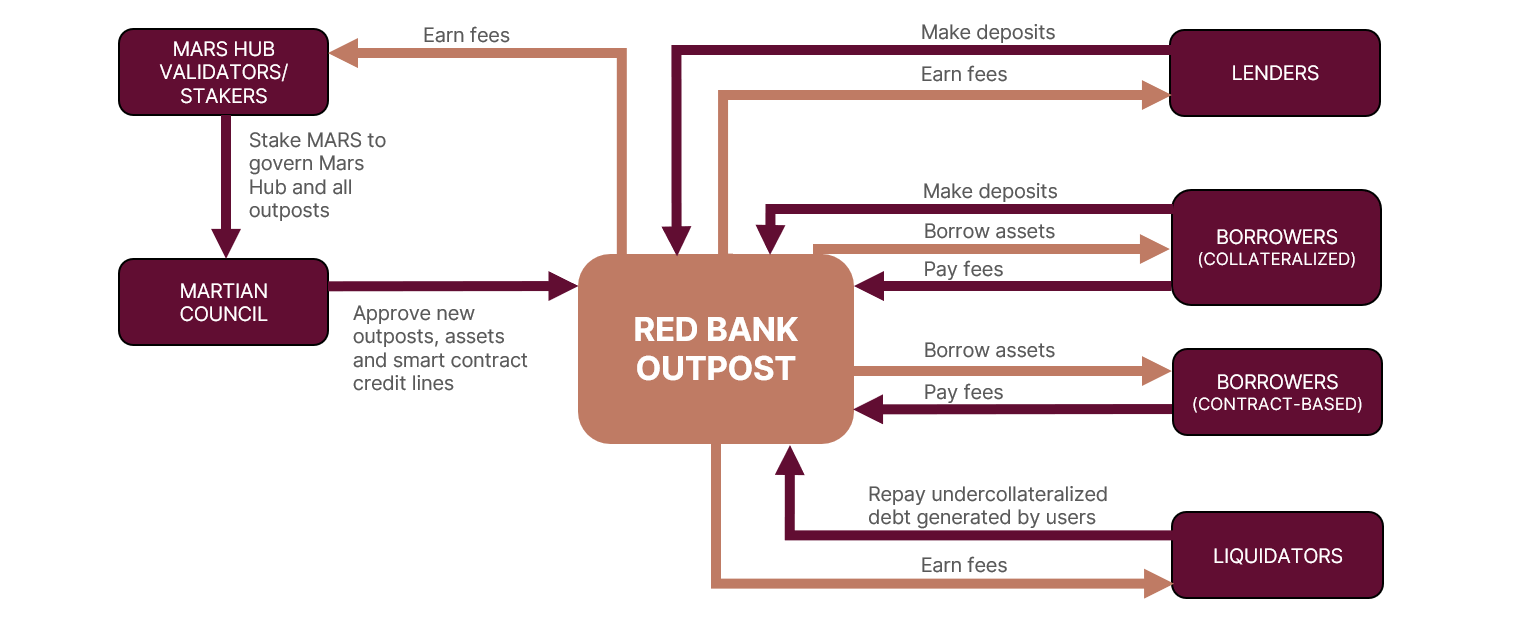 Earn fees
MARS HUB
VALIDATORS/
STAKERS
Stake MARS to
govern Mars
Hub and all
outposts
MARTIAN
COUNCIL
Approve new
outposts, assets
and smart contract
credit lines
RED BANK
OUTPOST
Make deposits
Earn fees
LENDERS
Make deposits
Borrow assets
Pay fees
BORROWERS
(COLLATERALIZED)
Borrow assets
Pay fees
BORROWERS
(CONTRACT-BASED)
Repay undercollateralized
debt generated by users
Earn fees
LIQUIDATORS